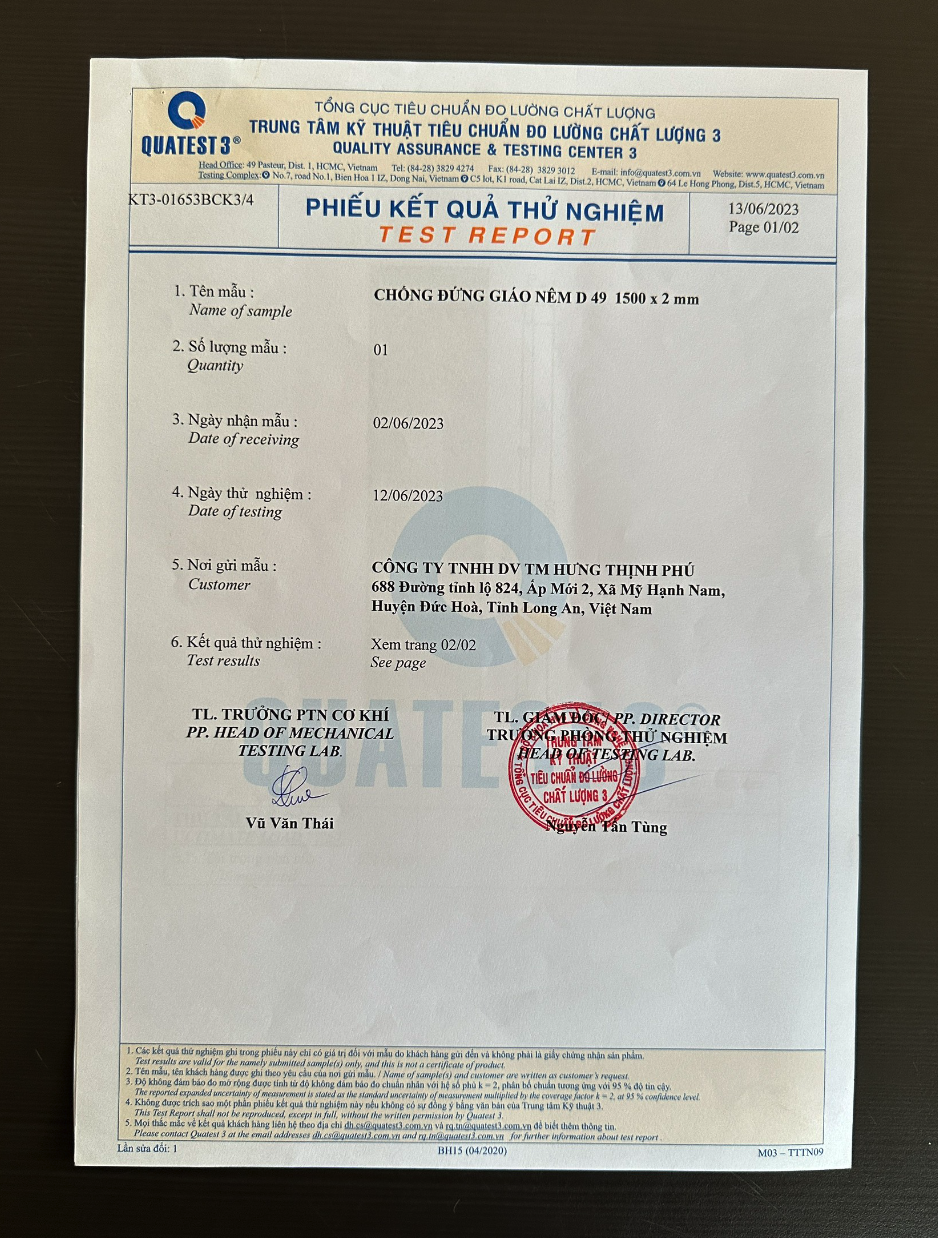 TỔNG CỤC TIÊU CHUẨN ĐO LƯỜNG CHẤT LƯỢNG
TRUNG TÂM KỸ THUẬT TIÊU CHUẨN ĐO LƯỜNG CHẤT LƯỢNG 3
QUATEST 3®
QUALITY ASSURANCE & TESTING CENTER 3
Head Office: 49 Pasteur, Dist. 1, HCMC, Vietnam Tel: (84-28) 3829 4274 Fax: (84-28) 3829 3012 E-mail: info@quatest3.com.vn Website: www.quatest3.com.vn
Testing Complex: No.7, road No.1, Bien Hoa 1 IZ, Dong Nai, Vietnam C5 lot, K1 road, Cat Lai IZ, Dist.2, HCMC, Vietnam 64 Le Hong Phong, Dist.5, HCMC, Vietnam
KT3-01653BCK3/4
PHIẾU KẾT QUẢ THỬ NGHIỆM
TEST REPORT
13/06/2023
Page 01/02
1. Tên mẫu :
Name of sample
CHỐNG ĐỨNG GIÁO NÊM D 49 1500 x 2 mm
2. Số lượng mẫu :
Quantity
01
3. Ngày nhận mẫu :
Date of receiving
02/06/2023
4. Ngày thử nghiệm :
Date of testing
12/06/2023
5. Nơi gửi mẫu :
Customer
CÔNG TY TNHH DV TM HƯNG THỊNH PHÚ
688 Đường tỉnh lộ 824, Ấp Mới 2, Xã Mỹ Hạnh Nam,
Huyện Đức Hoà, Tỉnh Long An, Việt Nam
6. Kết quả thử nghiệm :
Test results
Xem trang 02/02
See page
QUATEST 3®
TL. TRƯỞNG PTN CƠ KHÍ
PP. HEAD OF MECHANICAL
TESTING LAB.
Vũ Văn Thái
TL. GIÁM ĐỐC, PP. DIRECTOR
TRƯỞNG PHÒNG THỬ NGHIỆM
HEAD OF TESTING LAB.
TRUNG TÂM
KỸ THUẬT
TIÊU CHUẨN ĐO LƯỜNG
CHẤT LƯỢNG 3
TỔNG CỤC TIÊU CHUẨN ĐO LƯỜNG CHẤT LƯỢNG
Nguyễn Tấn Tùng
1. Các kết quả thử nghiệm ghi trong phiếu này chỉ có giá trị đối với mẫu do khách hàng gửi đến và không phải là giấy chứng nhận sản phẩm.
Test results are valid for the namely submitted sample(s) only, and are not a certificate of product.
2. Tên mẫu, tên khách hàng được ghi theo yêu cầu của nơi gửi mẫu. / Name of sample(s) and customer are written as customer's request.
3. Độ không đảm bảo đo mở rộng được tính từ độ không đảm bảo đo chuẩn nhân với hệ số phủ k = 2, phân bố chuẩn tương ứng với 95 % độ tin cậy.
The reported expanded uncertainty of measurement is stated as the standard uncertainty of measurement multiplied by the coverage factor k = 2, at 95 % confidence level.
4. Không được trích sao một phần phiếu kết quả thử nghiệm này nếu không có sự đồng ý bằng văn bản của Trung tâm Kỹ thuật 3.
This Test Report shall not be reproduced, except in full, without the written permission by Quatest 3.
5. Mọi thắc mắc về kết quả khách hàng liên hệ theo địa chỉ dh.cs@quatest3.com.vn và rq.tn@quatest3.com.vn để biết thêm thông tin.
Please contact Quatest 3 at the email addresses dh.cs@quatest3.com.vn and rq.tn@quatest3.com.vn for further information about test report .
Lần sửa đổi: 1
BH15 (04/2020)
M03 – TTTN09